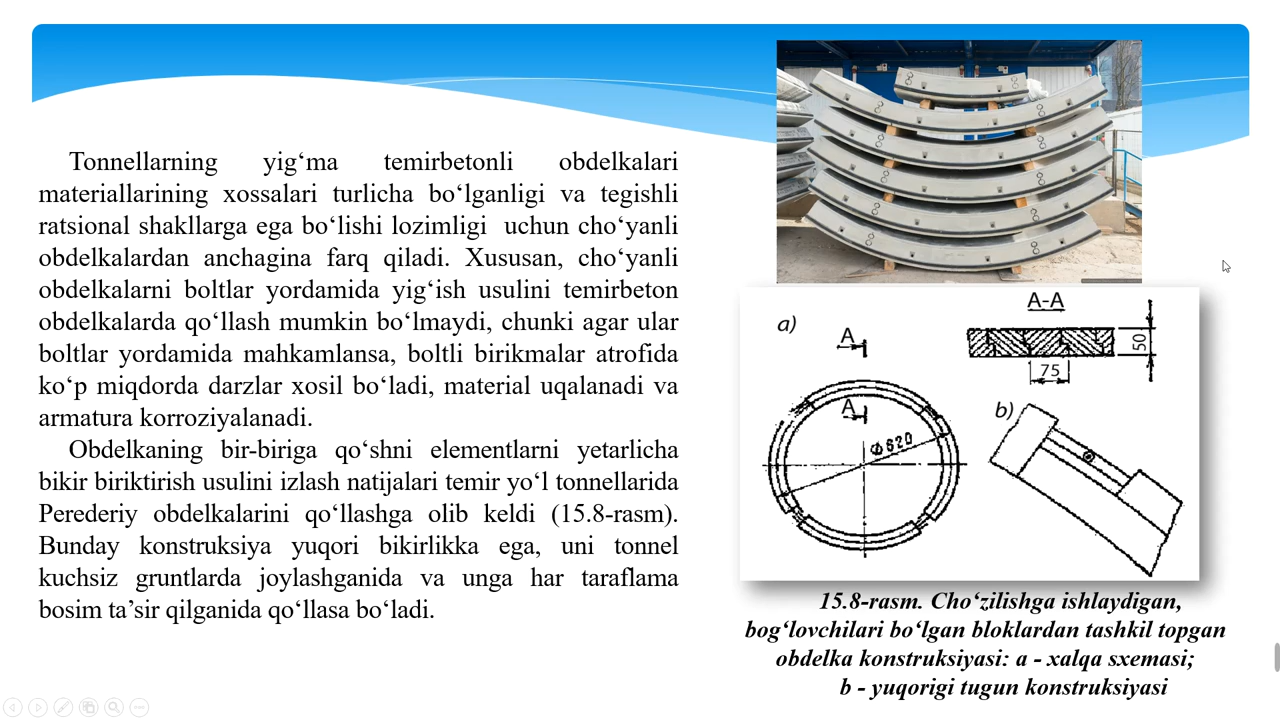 Tonnellarning yig‘ma temirbetonli obdelkalari
materiallarining xossalari turlicha bo‘lganligi va tegishli
ratsional shakllarga ega bo‘lishi lozimligi uchun cho‘yanli
obdelkalardan anchagina farq qiladi. Xususan, cho‘yanli
obdelkalarni boltlar yordamida yig‘ish usulini temirbeton
obdelkalarda qo‘llash mumkin bo‘lmaydi, chunki agar ular
boltlar yordamida mahkamlansa, boltli birikmalar atrofida
ko‘p miqdorda darzlar xosil bo‘ladi, material uqalanadi va
armatura korroziyalanadi.
Obdelkaning bir-biriga qo‘shni elementlarni yetarlicha
bikir biriktirish usulini izlash natijalari temir yo‘l tonnellarida
Perederiy obdelkalarini qo‘llashga olib keldi (15.8-rasm).
Bunday konstruksiya yuqori bikirlikka ega, uni tonnel
kuchsiz gruntlarda joylashganida va unga har taraflama
bosim ta’sir qilganida qo‘llasa bo‘ladi.
A-A
a)
A
50
75
A
b)
Φ620
15.8-rasm. Cho‘zilishga ishlaydigan,
bog‘lovchilari bo‘lgan bloklardan tashkil topgan
obdelka konstruksiyasi: a - xalqa sxemasi;
b - yuqorigi tugun konstruksiyasi